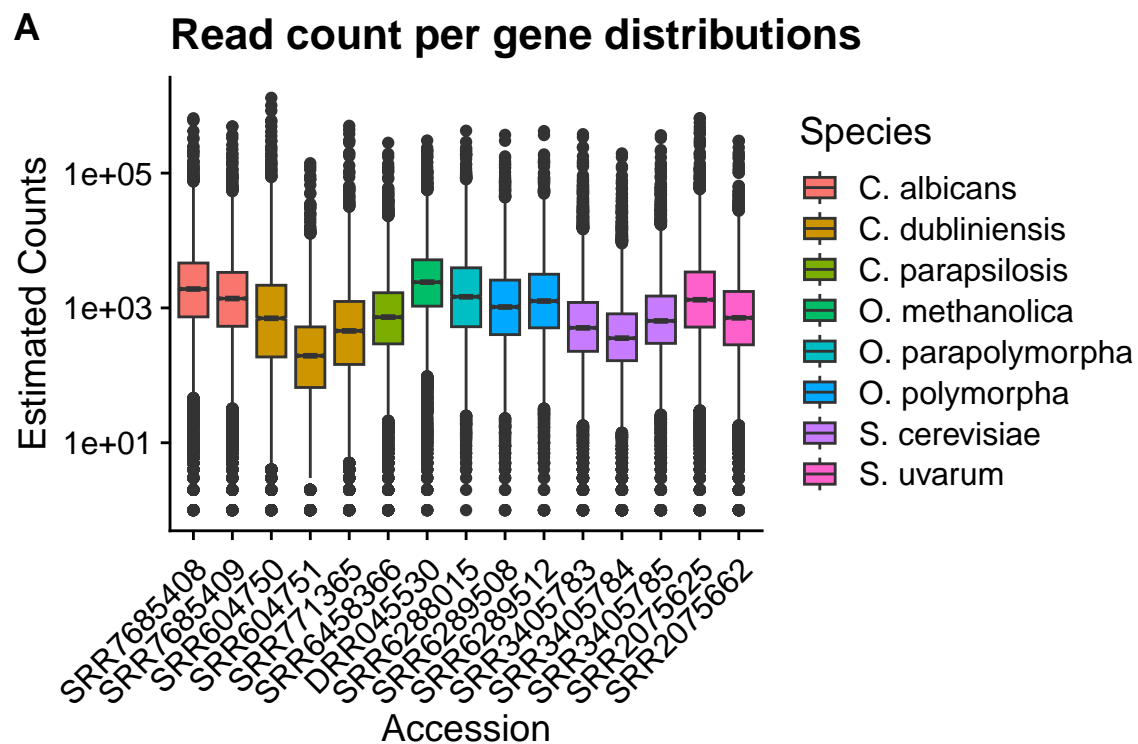 A
Read count per gene distributions
Estimated Counts
1e+05
1e+03
1e+01
SRR7685408
SRR7685409
SRR604750
SRR604751
SRR771365
SRR6458366
DRR045530
SRR6288015
SRR6289508
SRR6289512
SRR3405783
SRR3405784
SRR3405785
SRR2075625
SRR2075662
Accession
Species
C. albicans
C. dubliniensis
C. parapsilosis
O. methanolica
O. parapolymorpha
O. polymorpha
S. cerevisiae
S. uvarum